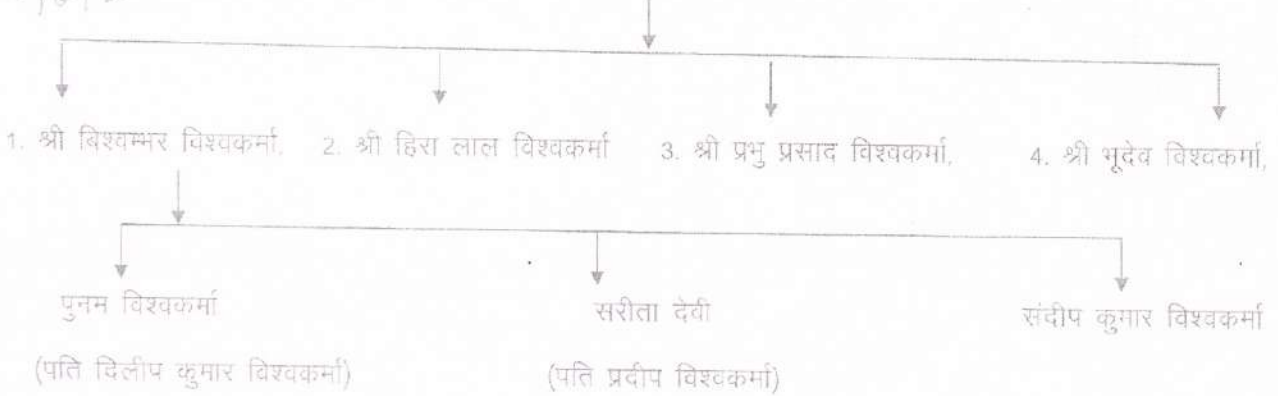 1. श्री बिश्वम्भर विश्वकर्मा, 2. श्री हिरा लाल विश्वकर्मा 3. श्री प्रभु प्रसाद विश्वकर्मा, 4. श्री भूदेव विश्वकर्मा,
पुनम विश्वकर्मा सरीता देवी संदीप कुमार विश्वकर्मा
(पति दिलीप कुमार विश्वकर्मा) (पति प्रदीप विश्वकर्मा)